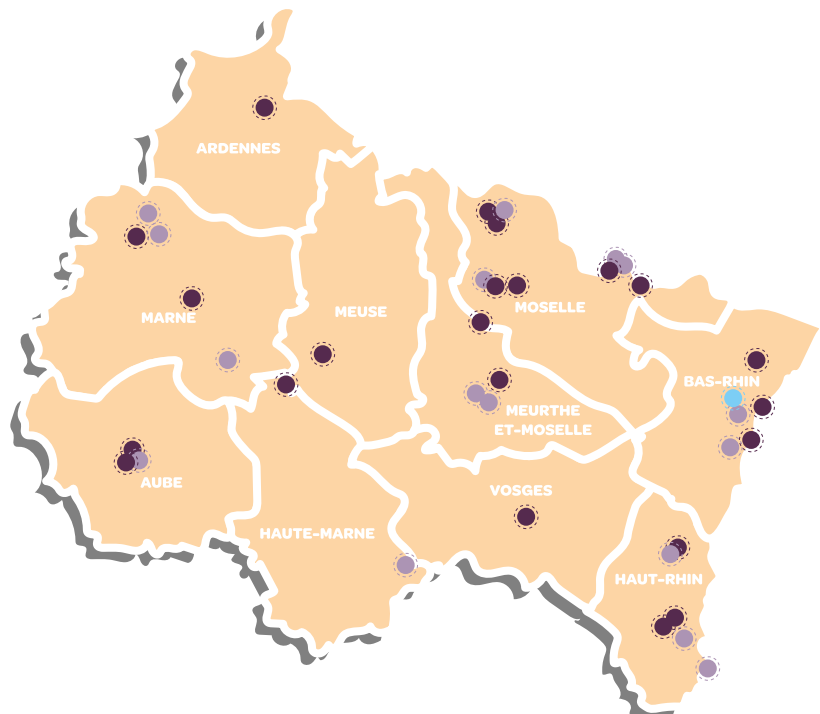 ARDENNES
MARNE
MEUSE
MOSELLE
BAS-RHIN
MEURTHE
ET-MOSELLE
AUBE
VOSGES
HAUTE-MARNE
HAUT-RHIN